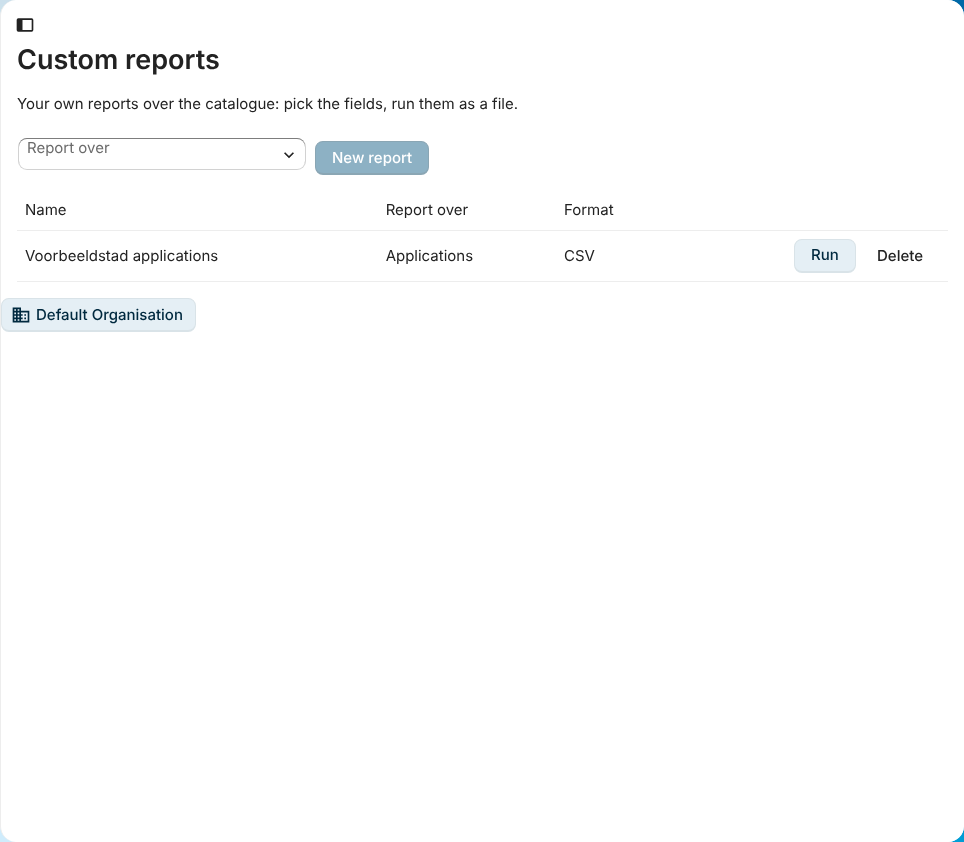 Custom reports
Your own reports over the catalogue: pick the fields, run them as a file.
Report over
New report
Name Report over Format
Voorbeeldstad applications Applications CSV Run Delete
Default Organisation